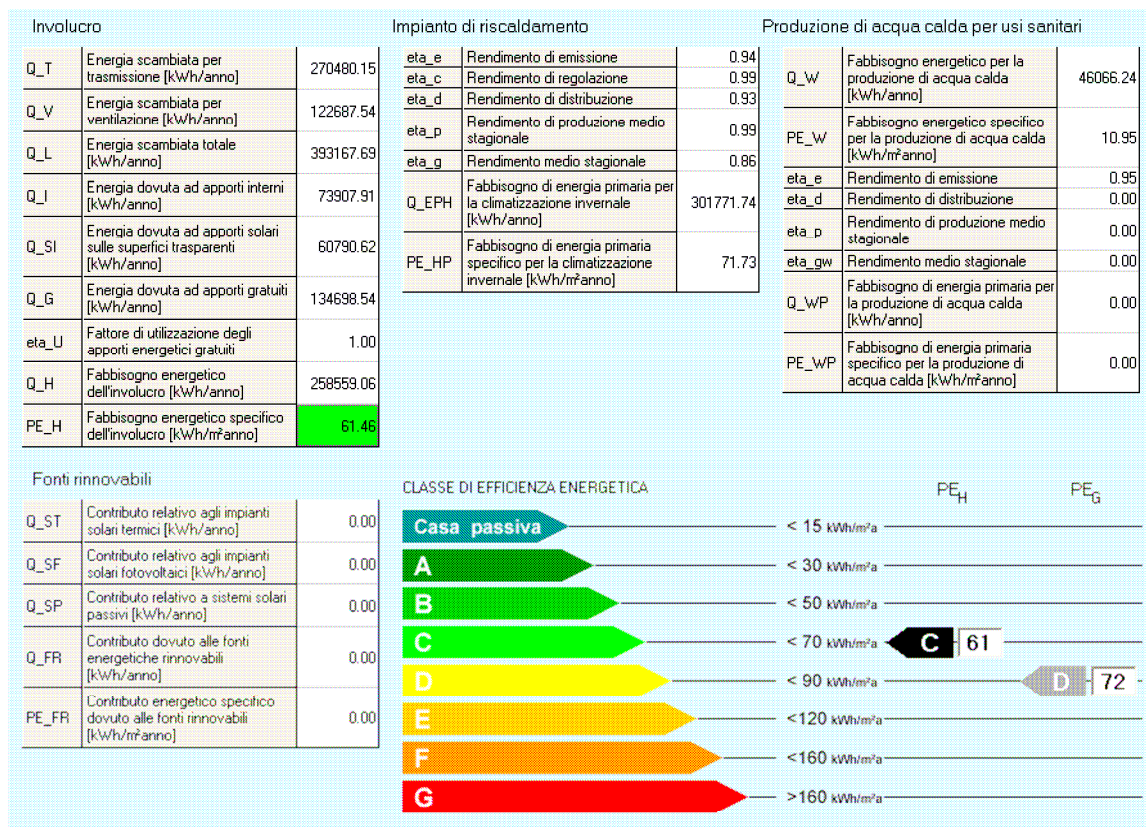 Involucro
Q_T
Energia scambiata per
trasmissione [kWh/anno]
270480.15
Q_V
Energia scambiata per
ventilazione [kWh/anno]
122687.54
Q_L
Energia scambiata totale
[kWh/anno]
393167.69
Q_I
Energia dovuta ad apporti interni
[kWh/anno]
73907.91
Q_SI
Energia dovuta ad apporti solari
sulle superfici trasparenti
[kWh/anno]
60790.62
Q_G
Energia dovuta ad apporti gratuiti
[kWh/anno]
134698.54
eta_U
Fattore di utilizzazione degli
apporti energetici gratuiti
1.00
Q_H
Fabbisogno energetico
dell'involucro [kWh/anno]
258559.06
PE_H
Fabbisogno energetico specifico
dell'involucro [kWh/m²anno]
61.46
Impianto di riscaldamento
eta_e Rendimento di emissione 0.94
eta_c Rendimento di regolazione 0.99
eta_d Rendimento di distribuzione 0.93
eta_p
Rendimento di produzione medio
stagionale
0.99
eta_g Rendimento medio stagionale 0.86
Q_EPH
Fabbisogno di energia primaria per
la climatizzazione invernale
[kWh/anno]
301771.74
PE_HP
Fabbisogno di energia primaria
specifico per la climatizzazione
invernale [kWh/m²anno]
71.73
Produzione di acqua calda per usi sanitari
Q_W
Fabbisogno energetico per la
produzione di acqua calda
[kWh/anno]
46066.24
PE_W
Fabbisogno energetico specifico
per la produzione di acqua calda
[kWh/m²anno]
10.95
eta_e Rendimento di emissione 0.95
eta_d Rendimento di distribuzione 0.00
eta_p
Rendimento di produzione medio
stagionale
0.00
eta_gw Rendimento medio stagionale 0.00
Q_WP
Fabbisogno di energia primaria per
la produzione di acqua calda
[kWh/anno]
0.00
PE_WP
Fabbisogno di energia primaria
specifico per la produzione di
acqua calda [kWh/m²anno]
0.00
Fonti rinnovabili
Q_ST
Contributo relativo agli impianti
solari termici [kWh/anno]
0.00
Q_SF
Contributo relativo agli impianti
solari fotovoltaici [kWh/anno]
0.00
Q_SP
Contributo relativo a sistemi solari
passivi [kWh/anno]
0.00
Q_FR
Contributo dovuto alle fonti
energetiche rinnovabili
[kWh/anno]
0.00
PE_FR
Contributo energetico specifico
dovuto alle fonti rinnovabili
[kWh/m²anno]
0.00
CLASSE DI EFFICIENZA ENERGETICA PE_H PE_G
Casa passiva < 15 kWh/m²a
A < 30 kWh/m²a
B < 50 kWh/m²a
C < 70 kWh/m²a C 61
D < 90 kWh/m²a D 72
E <120 kWh/m²a
F <160 kWh/m²a
G >160 kWh/m²a